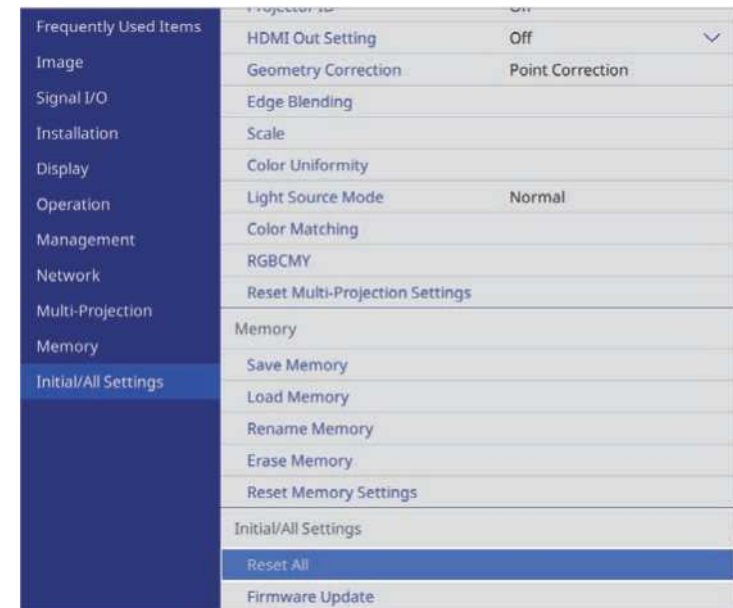 Frequently Used Items
Image
Signal I/O
Installation
Display
Operation
Management
Network
Multi-Projection
Memory
Initial/All Settings
HDMI Out Setting Off
Geometry Correction Point Correction
Edge Blending
Scale
Color Uniformity
Light Source Mode Normal
Color Matching
RGBCMY
Reset Multi-Projection Settings
Memory
Save Memory
Load Memory
Rename Memory
Erase Memory
Reset Memory Settings
Initial/All Settings
Reset All
Firmware Update